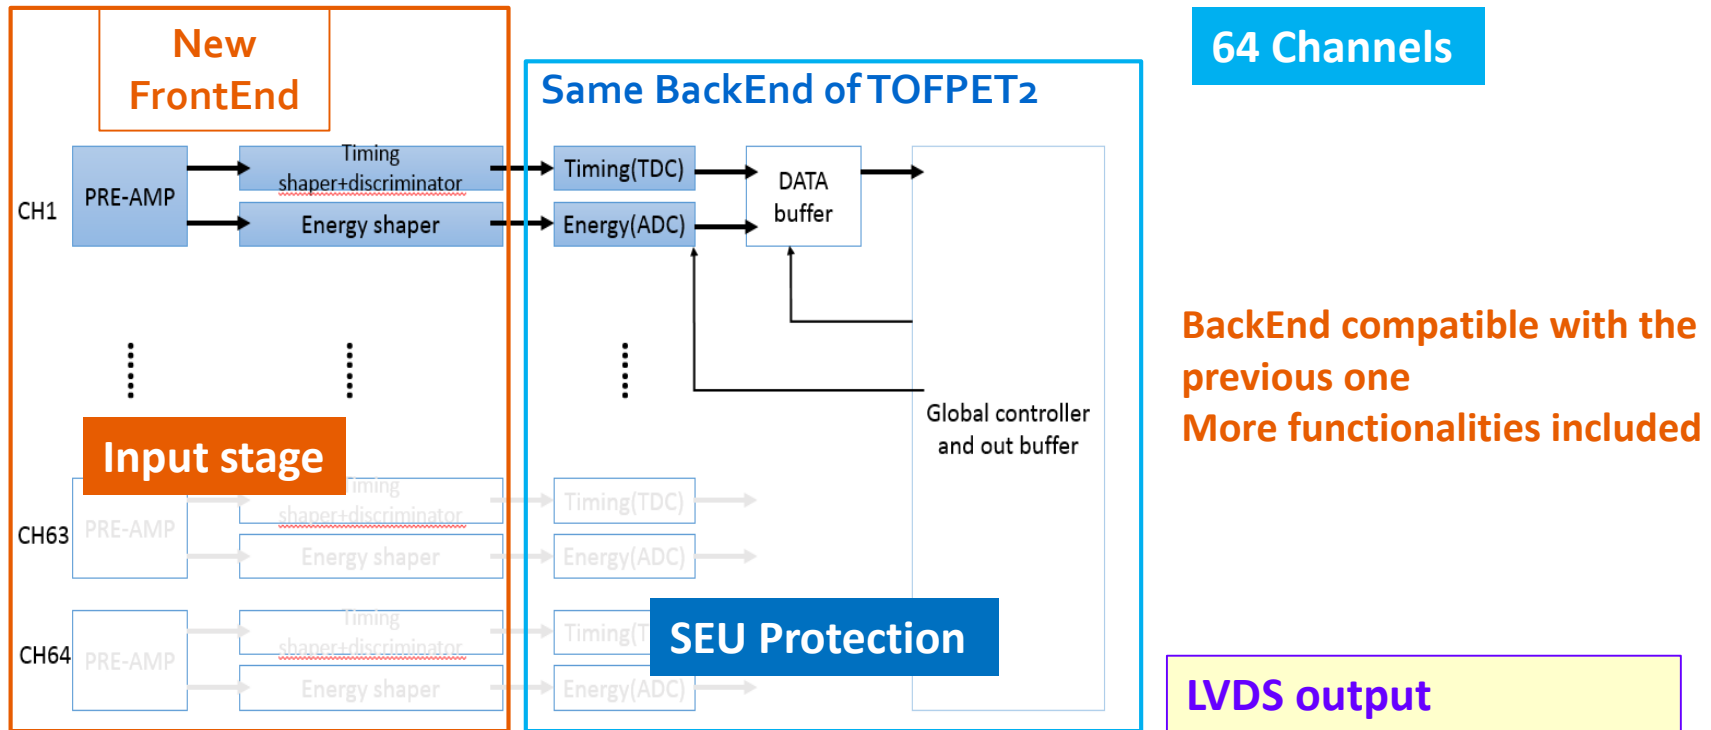 New
FrontEnd
Same BackEnd of TOFPET2
64 Channels
CH1
PRE-AMP
Timing
shaper+discriminator
Energy shaper
Timing(TDC)
Energy(ADC)
DATA
buffer
Global controller
and out buffer
BackEnd compatible with the
previous one
More functionalities included
Input stage
CH63
PRE-AMP
Timing
shaper+discriminator
Energy shaper
Timing(TDC)
Energy(ADC)
CH64
PRE-AMP
Timing
shaper+discriminator
Energy shaper
Timing(T
Energy(ADC)
SEU Protection
LVDS output